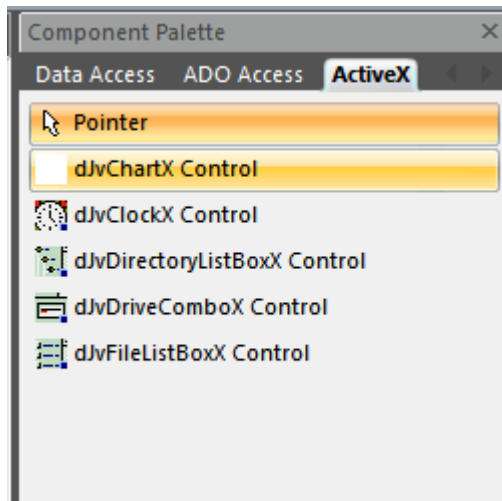 Component Palette
Data Access ADO Access ActiveX
Pointer
dJvChartX Control
dJvClockX Control
dJvDirectoryListBoxX Control
dJvDriveComboX Control
dJvFileListBoxX Control